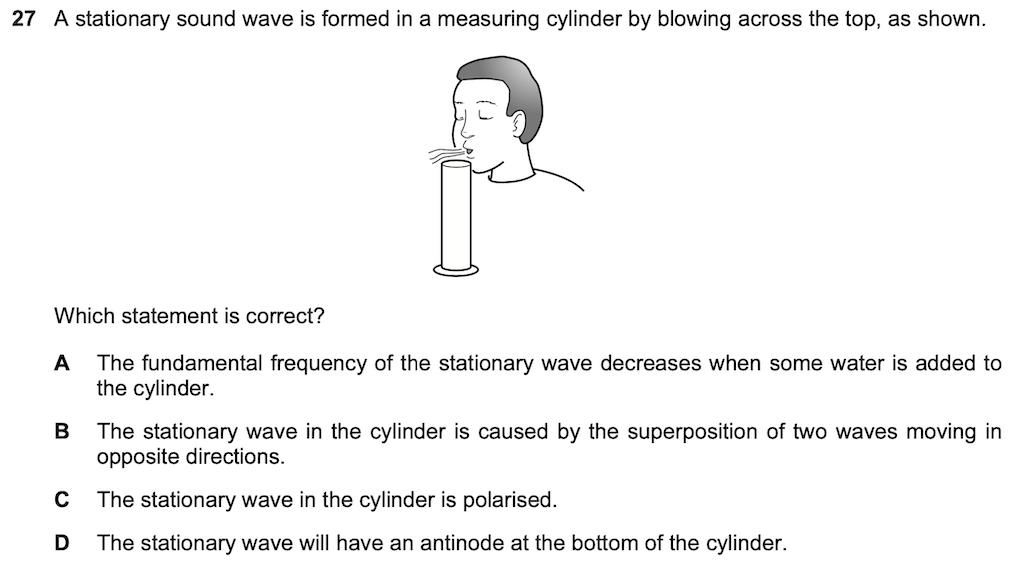 27 A stationary sound wave is formed in a measuring cylinder by blowing across the top, as shown.
Which statement is correct?
A The fundamental frequency of the stationary wave decreases when some water is added to
the cylinder.
B The stationary wave in the cylinder is caused by the superposition of two waves moving in
opposite directions.
C The stationary wave in the cylinder is polarised.
D The stationary wave will have an antinode at the bottom of the cylinder.